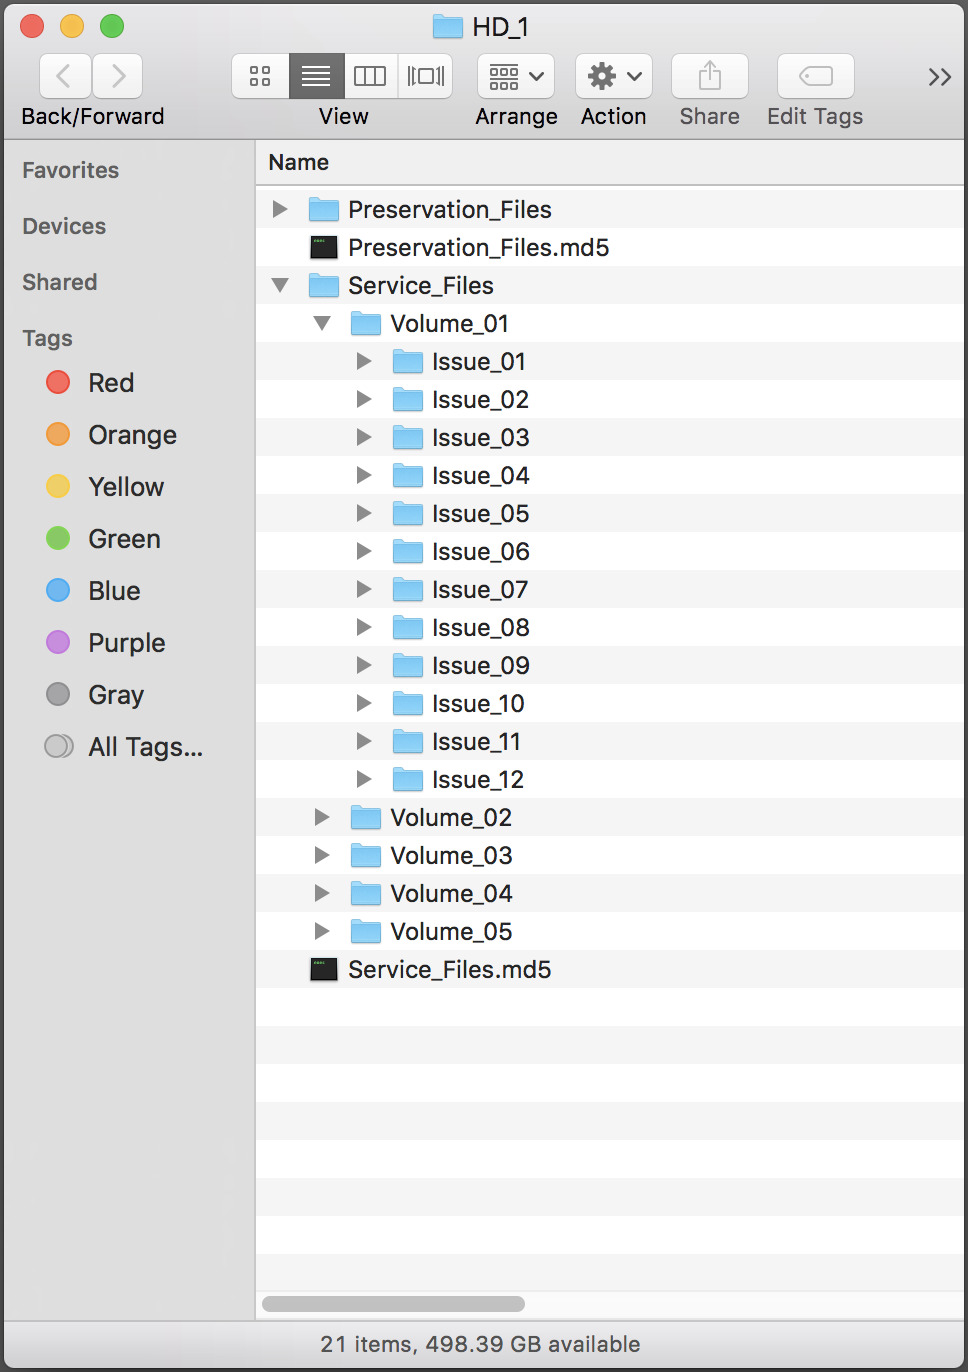 HD_1
Back/Forward View Arrange Action Share Edit Tags
Favorites
Devices
Shared
Tags
Red
Orange
Yellow
Green
Blue
Purple
Gray
All Tags...
Name
Preservation_Files
Preservation_Files.md5
Service_Files
Volume_01
Issue_01
Issue_02
Issue_03
Issue_04
Issue_05
Issue_06
Issue_07
Issue_08
Issue_09
Issue_10
Issue_11
Issue_12
Volume_02
Volume_03
Volume_04
Volume_05
Service_Files.md5
21 items, 498.39 GB available